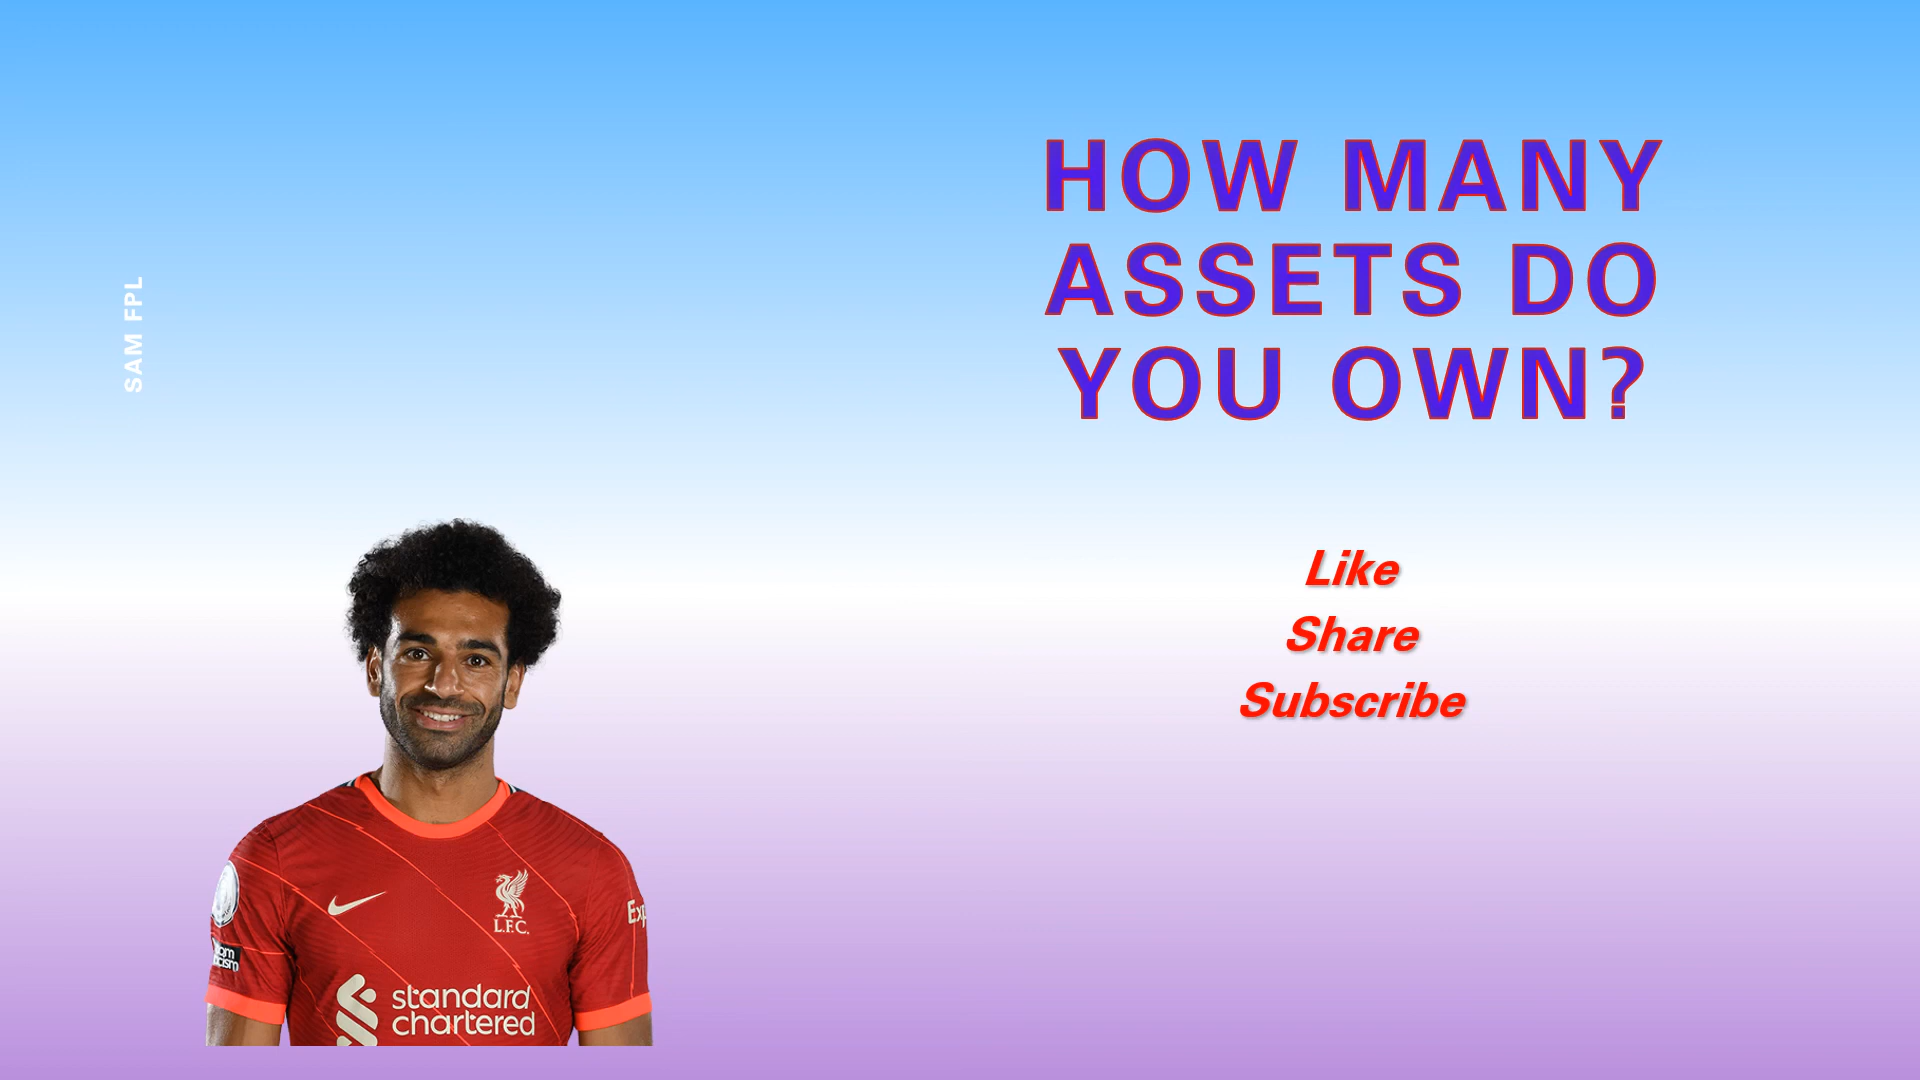 SAM FPL
HOW MANY
ASSETS DO
YOU OWN?
Like
Share
Subscribe
L.F.C.
standard
chartered